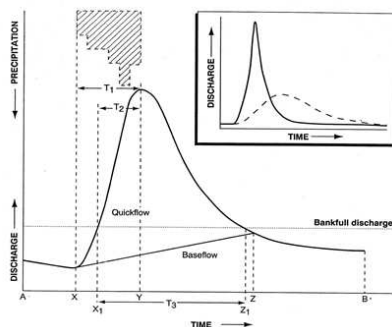 PRECIPITATION
T1
T2
DISCHARGE
TIME
Quickflow
Bankfull discharge
Baseflow
DISCHARGE
A
X
Y
Z
B
X1
T3
Z1
TIME